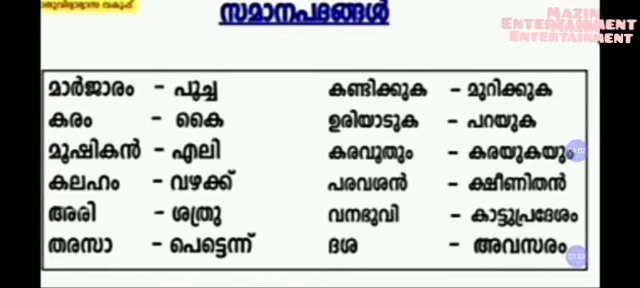 സമാനപദങ്ങൾ
MAZIN
ENTERTAINMENT
ENTERTAINMENT
മാർജാരം - പൂച്ച കണ്ടിക്കുക - മുറിക്കുക
കരം - കൈ ഉരിയാടുക - പറയുക
മൂഷികൻ - എലി കരവൂതും - കരയുകയും
കലഹം - വഴക്ക് പരവശൻ - ക്ഷീണിതൻ
അരി - ശത്രു വനഭുവി - കാട്ടുപ്രദേശം
തരസാ - പെട്ടെന്ന് ദശ - അവസരം